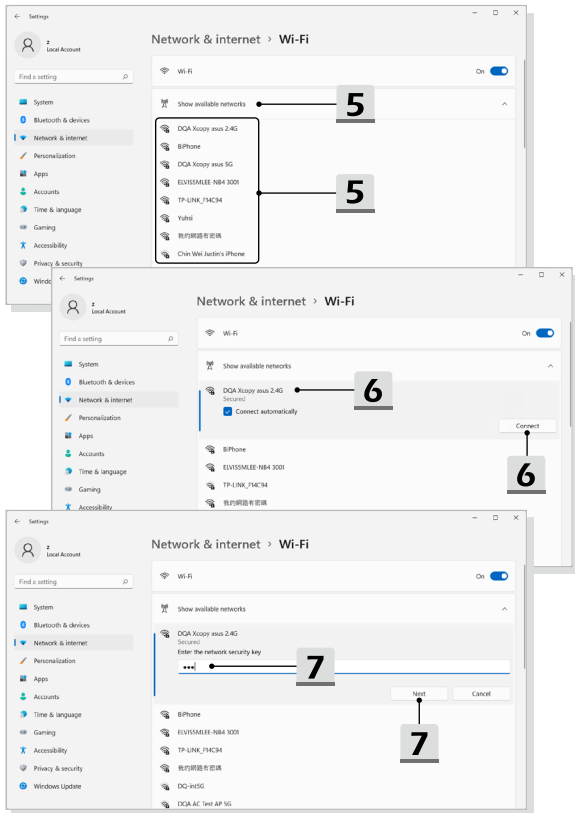 Settings
z
Local Account
Find a setting
System
Bluetooth & devices
Network & internet
Personalization
Apps
Accounts
Time & language
Gaming
Accessibility
Privacy & security
Windo
Network & internet > Wi-Fi
Wi-Fi
On
Show available networks
5
DQA Xcopy asus 2.4G
BiPhone
DQA Xcopy asus 5G
ELVISSMLEE-NB4 3001
TP-LINK_F14C94
Yuhsi
我的網路有密碼
Chin Wei Justin's iPhone
5
Settings
z
Local Account
Find a setting
System
Bluetooth & devices
Network & internet
Personalization
Apps
Accounts
Time & language
Gaming
Accessibility
Network & internet > Wi-Fi
Wi-Fi
On
Show available networks
DQA Xcopy asus 2.4G
6
Secured
Connect automatically
Connect
6
BiPhone
ELVISSMLEE-NB4 3001
TP-LINK_F14C94
我的網路有密碼
Settings
z
Local Account
Find a setting
System
Bluetooth & devices
Network & internet
Personalization
Apps
Accounts
Time & language
Gaming
Accessibility
Privacy & security
Windows Update
Network & internet > Wi-Fi
Wi-Fi
On
Show available networks
DQA Xcopy asus 2.4G
Secured
Enter the network security key
7
Next
Cancel
7
BiPhone
ELVISSMLEE-NB4 3001
TP-LINK_F14C94
我的網路有密碼
DQ-int5G
DQA AC Test AP 5G